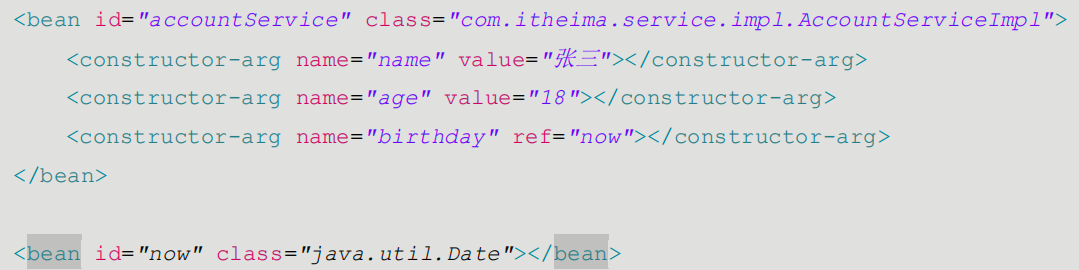 <bean id="accountService" class="com.itheima.service.impl.AccountServiceImpl">
<constructor-arg name="name" value="张三"></constructor-arg>
<constructor-arg name="age" value="18"></constructor-arg>
<constructor-arg name="birthday" ref="now"></constructor-arg>
</bean>
<bean id="now" class="java.util.Date"></bean>